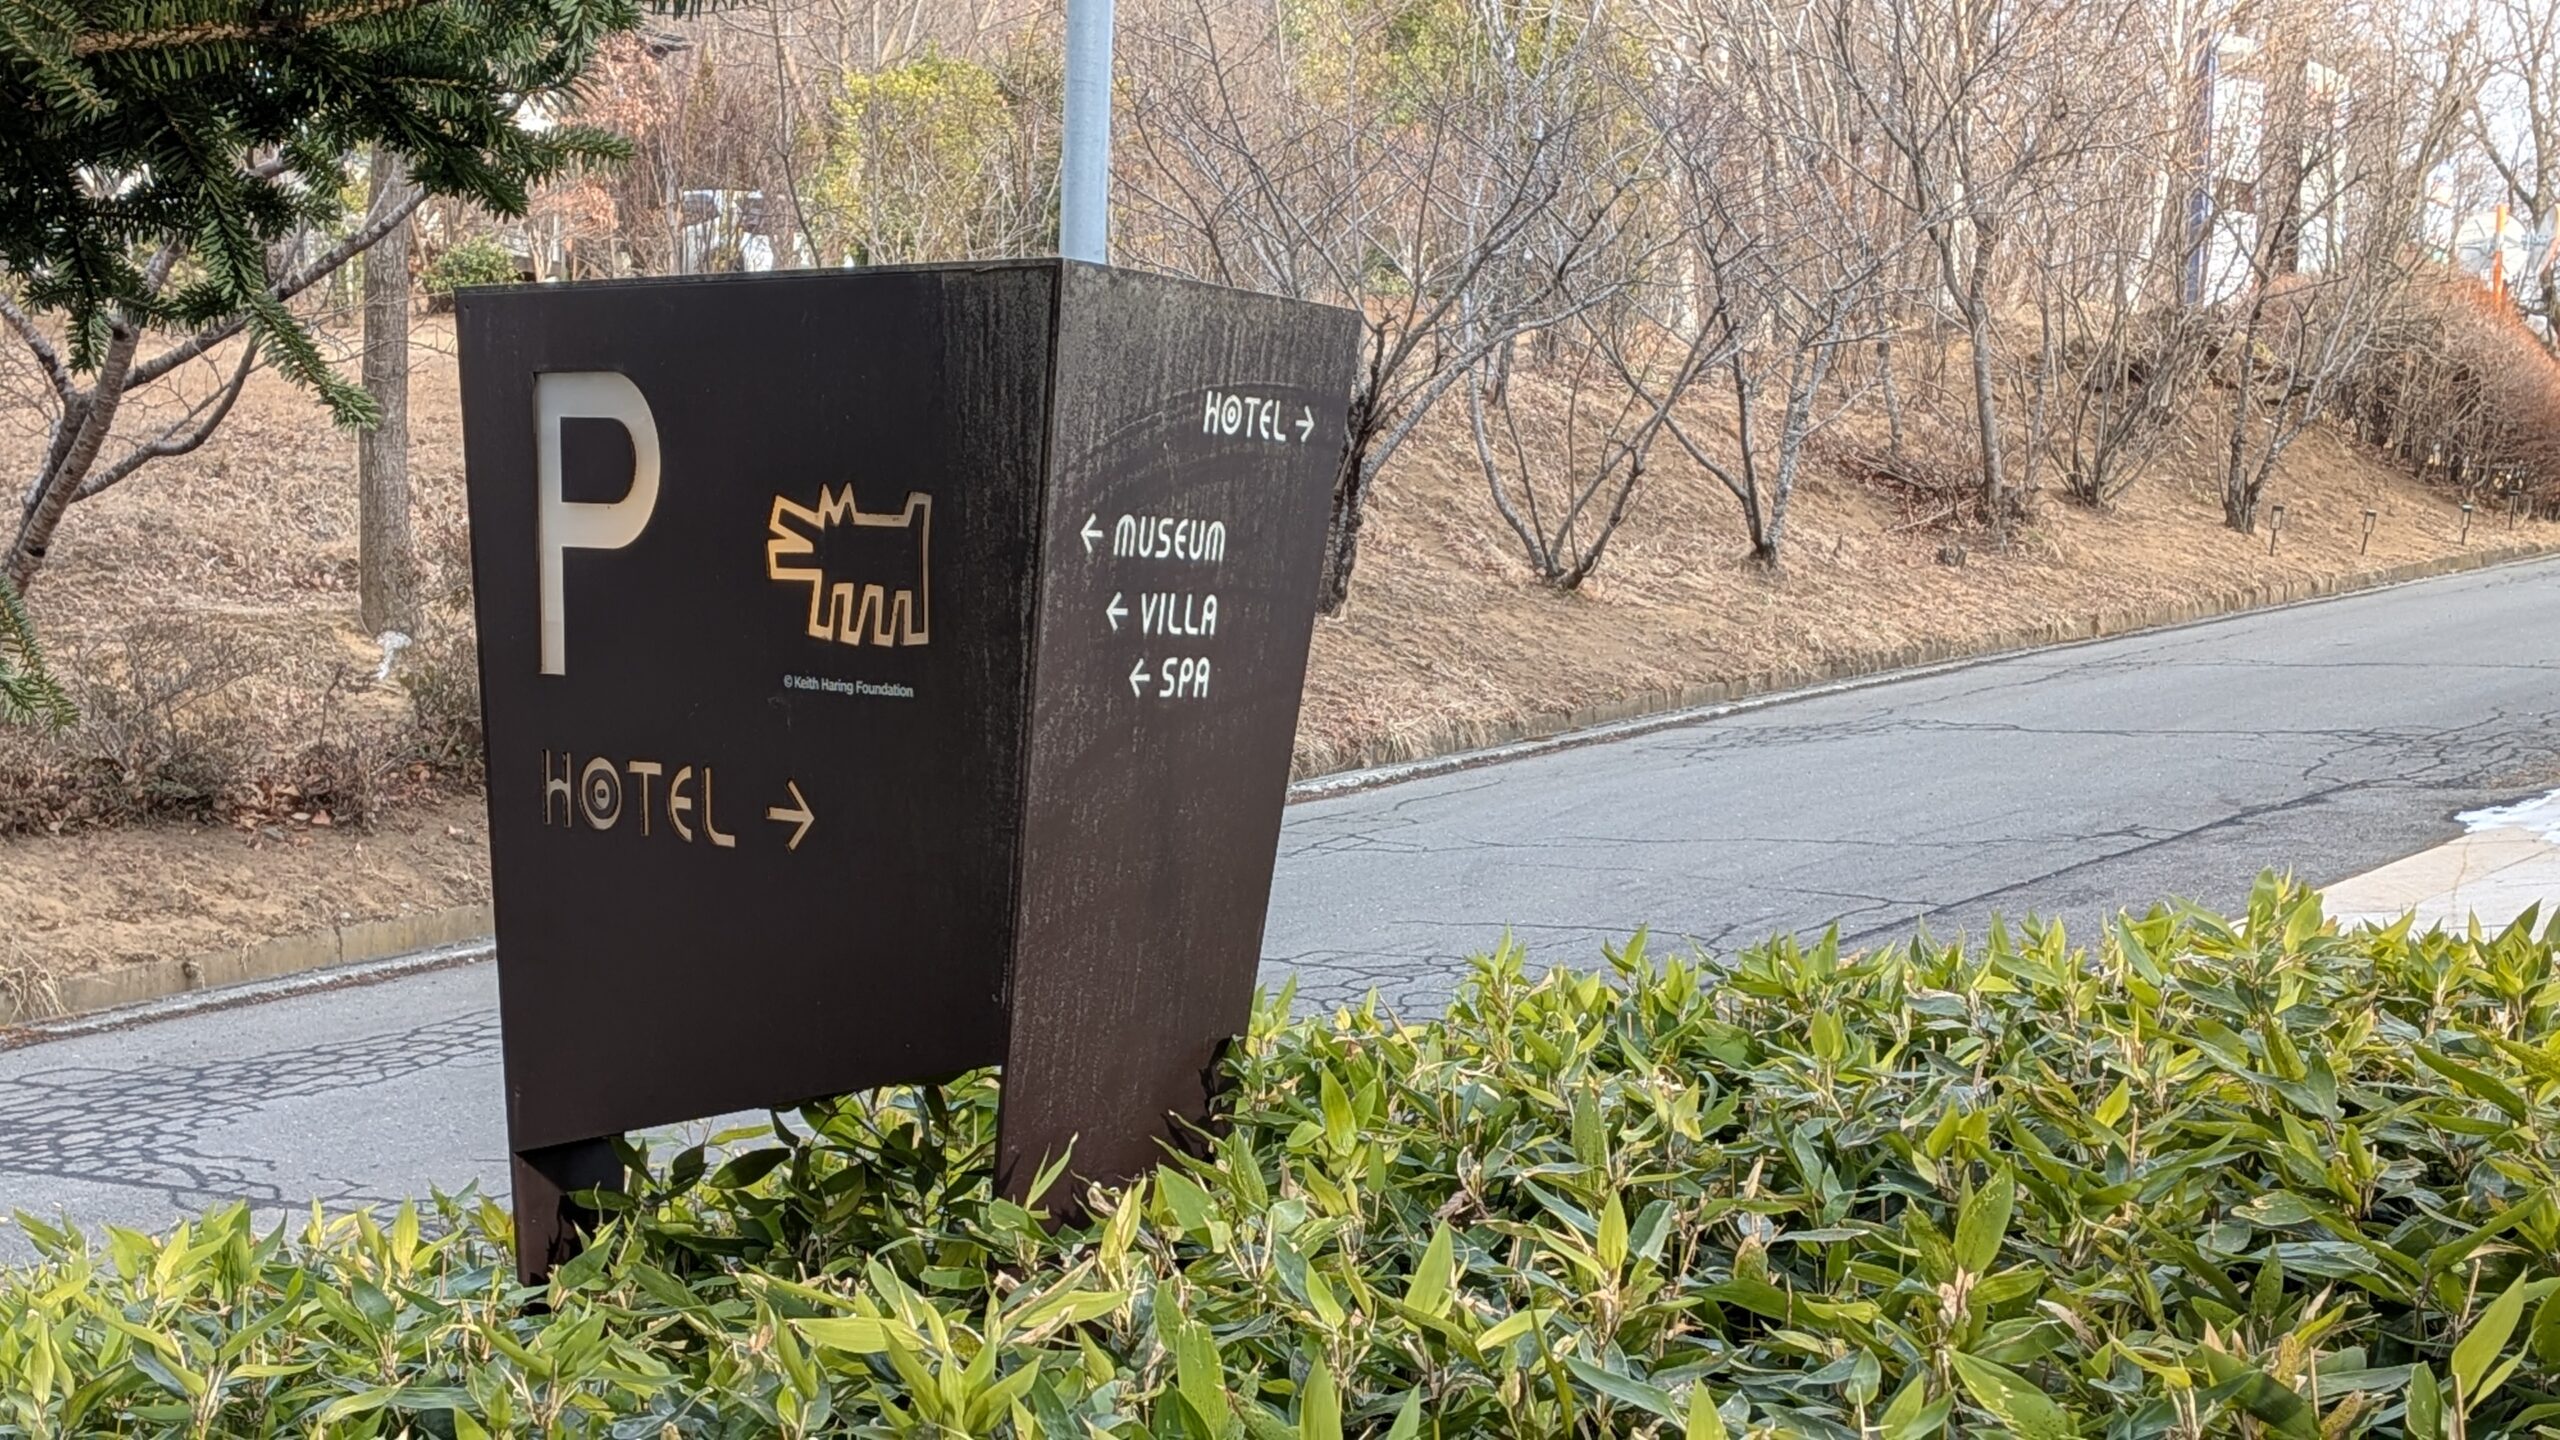 P
© Keith Haring Foundation
HOTEL →
HOTEL →
← MUSEUM
← VILLA
← SPA